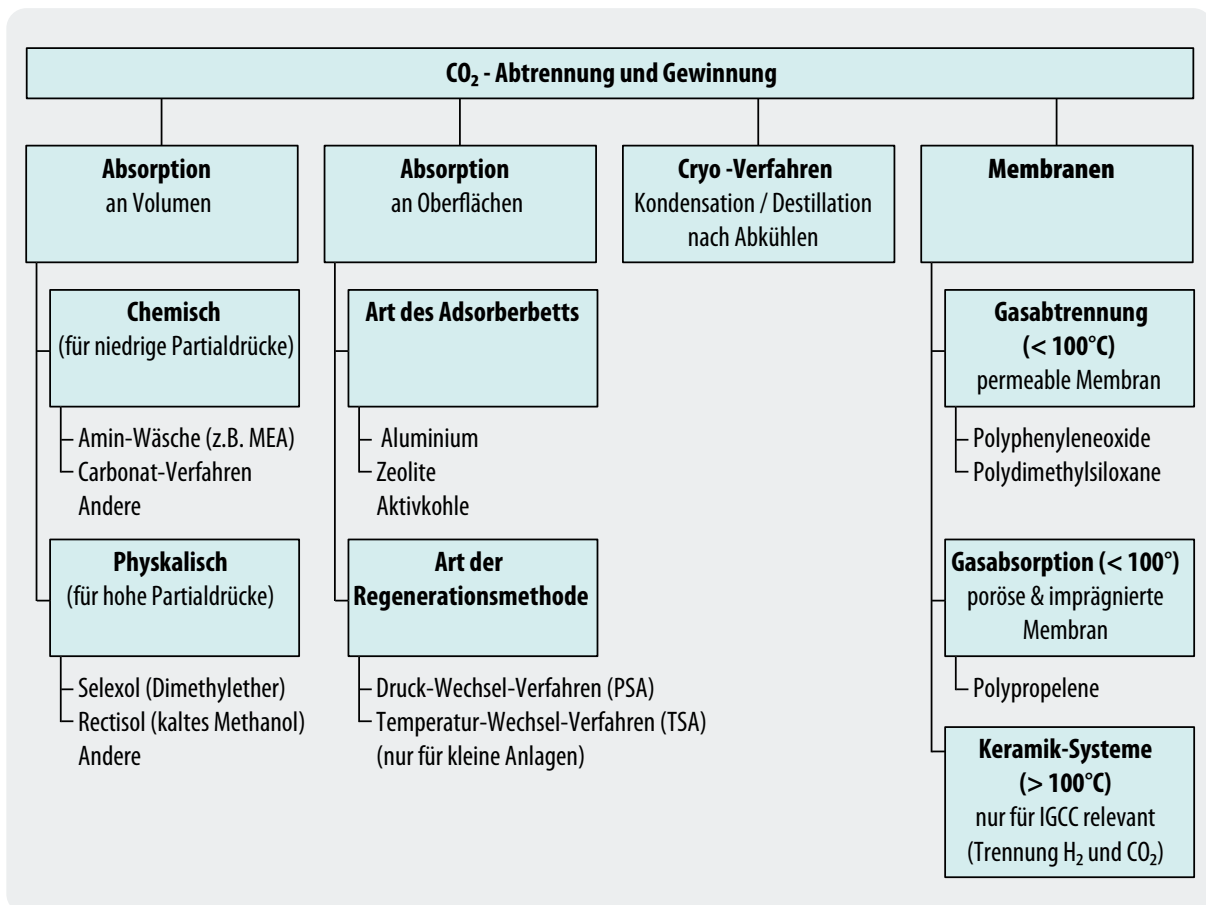 CO₂ - Abtrennung und Gewinnung
Absorption
an Volumen
Chemisch
(für niedrige Partialdrücke)
Amin-Wäsche (z.B. MEA)
Carbonat-Verfahren
Andere
Physkalisch
(für hohe Partialdrücke)
Selexol (Dimethylether)
Rectisol (kaltes Methanol)
Andere
Absorption
an Oberflächen
Art des Adsorberbetts
Aluminium
Zeolite
Aktivkohle
Art der
Regenerationsmethode
Druck-Wechsel-Verfahren (PSA)
Temperatur-Wechsel-Verfahren (TSA)
(nur für kleine Anlagen)
Cryo -Verfahren
Kondensation / Destillation
nach Abkühlen
Membranen
Gasabtrennung
(< 100°C)
permeable Membran
Polyphenyleneoxide
Polydimethylsiloxane
Gasabsorption (< 100°)
poröse & imprägnierte
Membran
Polypropelene
Keramik-Systeme
(> 100°C)
nur für IGCC relevant
(Trennung H₂ und CO₂)